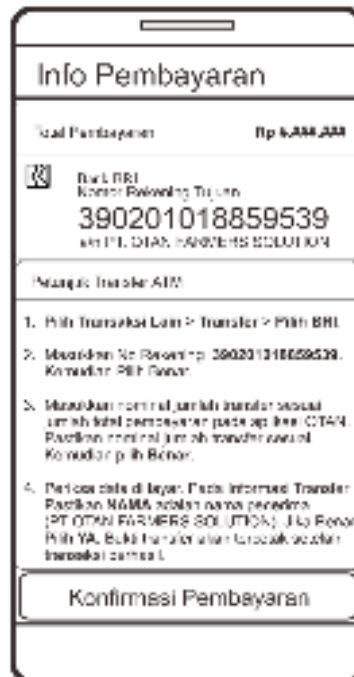 Info Pembayaran
Total Pembayaran Rp #.###.###
Bank BRI
Nomor Rekening Tujuan
390201018859539
a/n PT. OTAN FARMERS SOLUTION
Petunjuk Transfer ATM
1. Pilih Transaksi Lain > Transfer > Pilih BRI.
2. Masukkan No Rekening: 390201018859539.
Kemudian Pilih Benar.
3. Masukkan nominal jumlah transfer sesuai
jumlah total pembayaran pada aplikasi OTAN.
Pastikan nominal jumlah transfer sesuai.
Kemudian pilih Benar.
4. Periksa data di layar. Pada Informasi Transfer
Pastikan NAMA adalah nama penerima
(PT OTAN FARMERS SOLUTION). Jika Benar
Pilih YA. Bukti transfer akan tercetak setelah
transaksi berhasil.
Konfirmasi Pembayaran